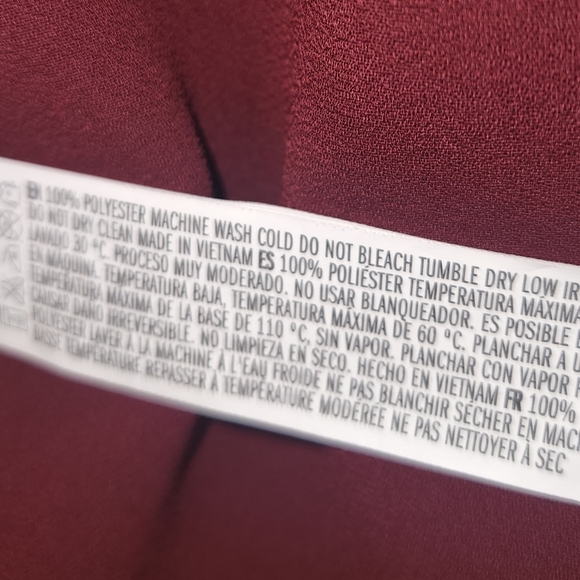 EN 100% POLYESTER MACHINE WASH COLD DO NOT BLEACH TUMBLE DRY LOW
DO NOT DRY CLEAN MADE IN VIETNAM ES 100% POLIÉSTER TEMPERATURA MÁXIMA
LAVADO 30 °C. PROCESO MUY MODERADO. NO USAR BLANQUEADOR. ES POSIBLE
EN MÁQUINA. TEMPERATURA BAJA, TEMPERATURA MÁXIMA DE 60 °C. PLANCHAR A
TEMPERATURA MÁXIMA DE LA BASE DE 110 °C, SIN VAPOR. PLANCHAR CON VAPOR
CAUSAR DAÑO IRREVERSIBLE. NO LIMPIEZA EN SECO. HECHO EN VIETNAM FR 100%
POLYESTER LAVER À LA MACHINE À L'EAU FROIDE NE PAS BLANCHIR SÉCHER EN
BASSE TEMPÉRATURE REPASSER À TEMPÉRATURE MODÉRÉE NE PAS NETTOYER À SEC